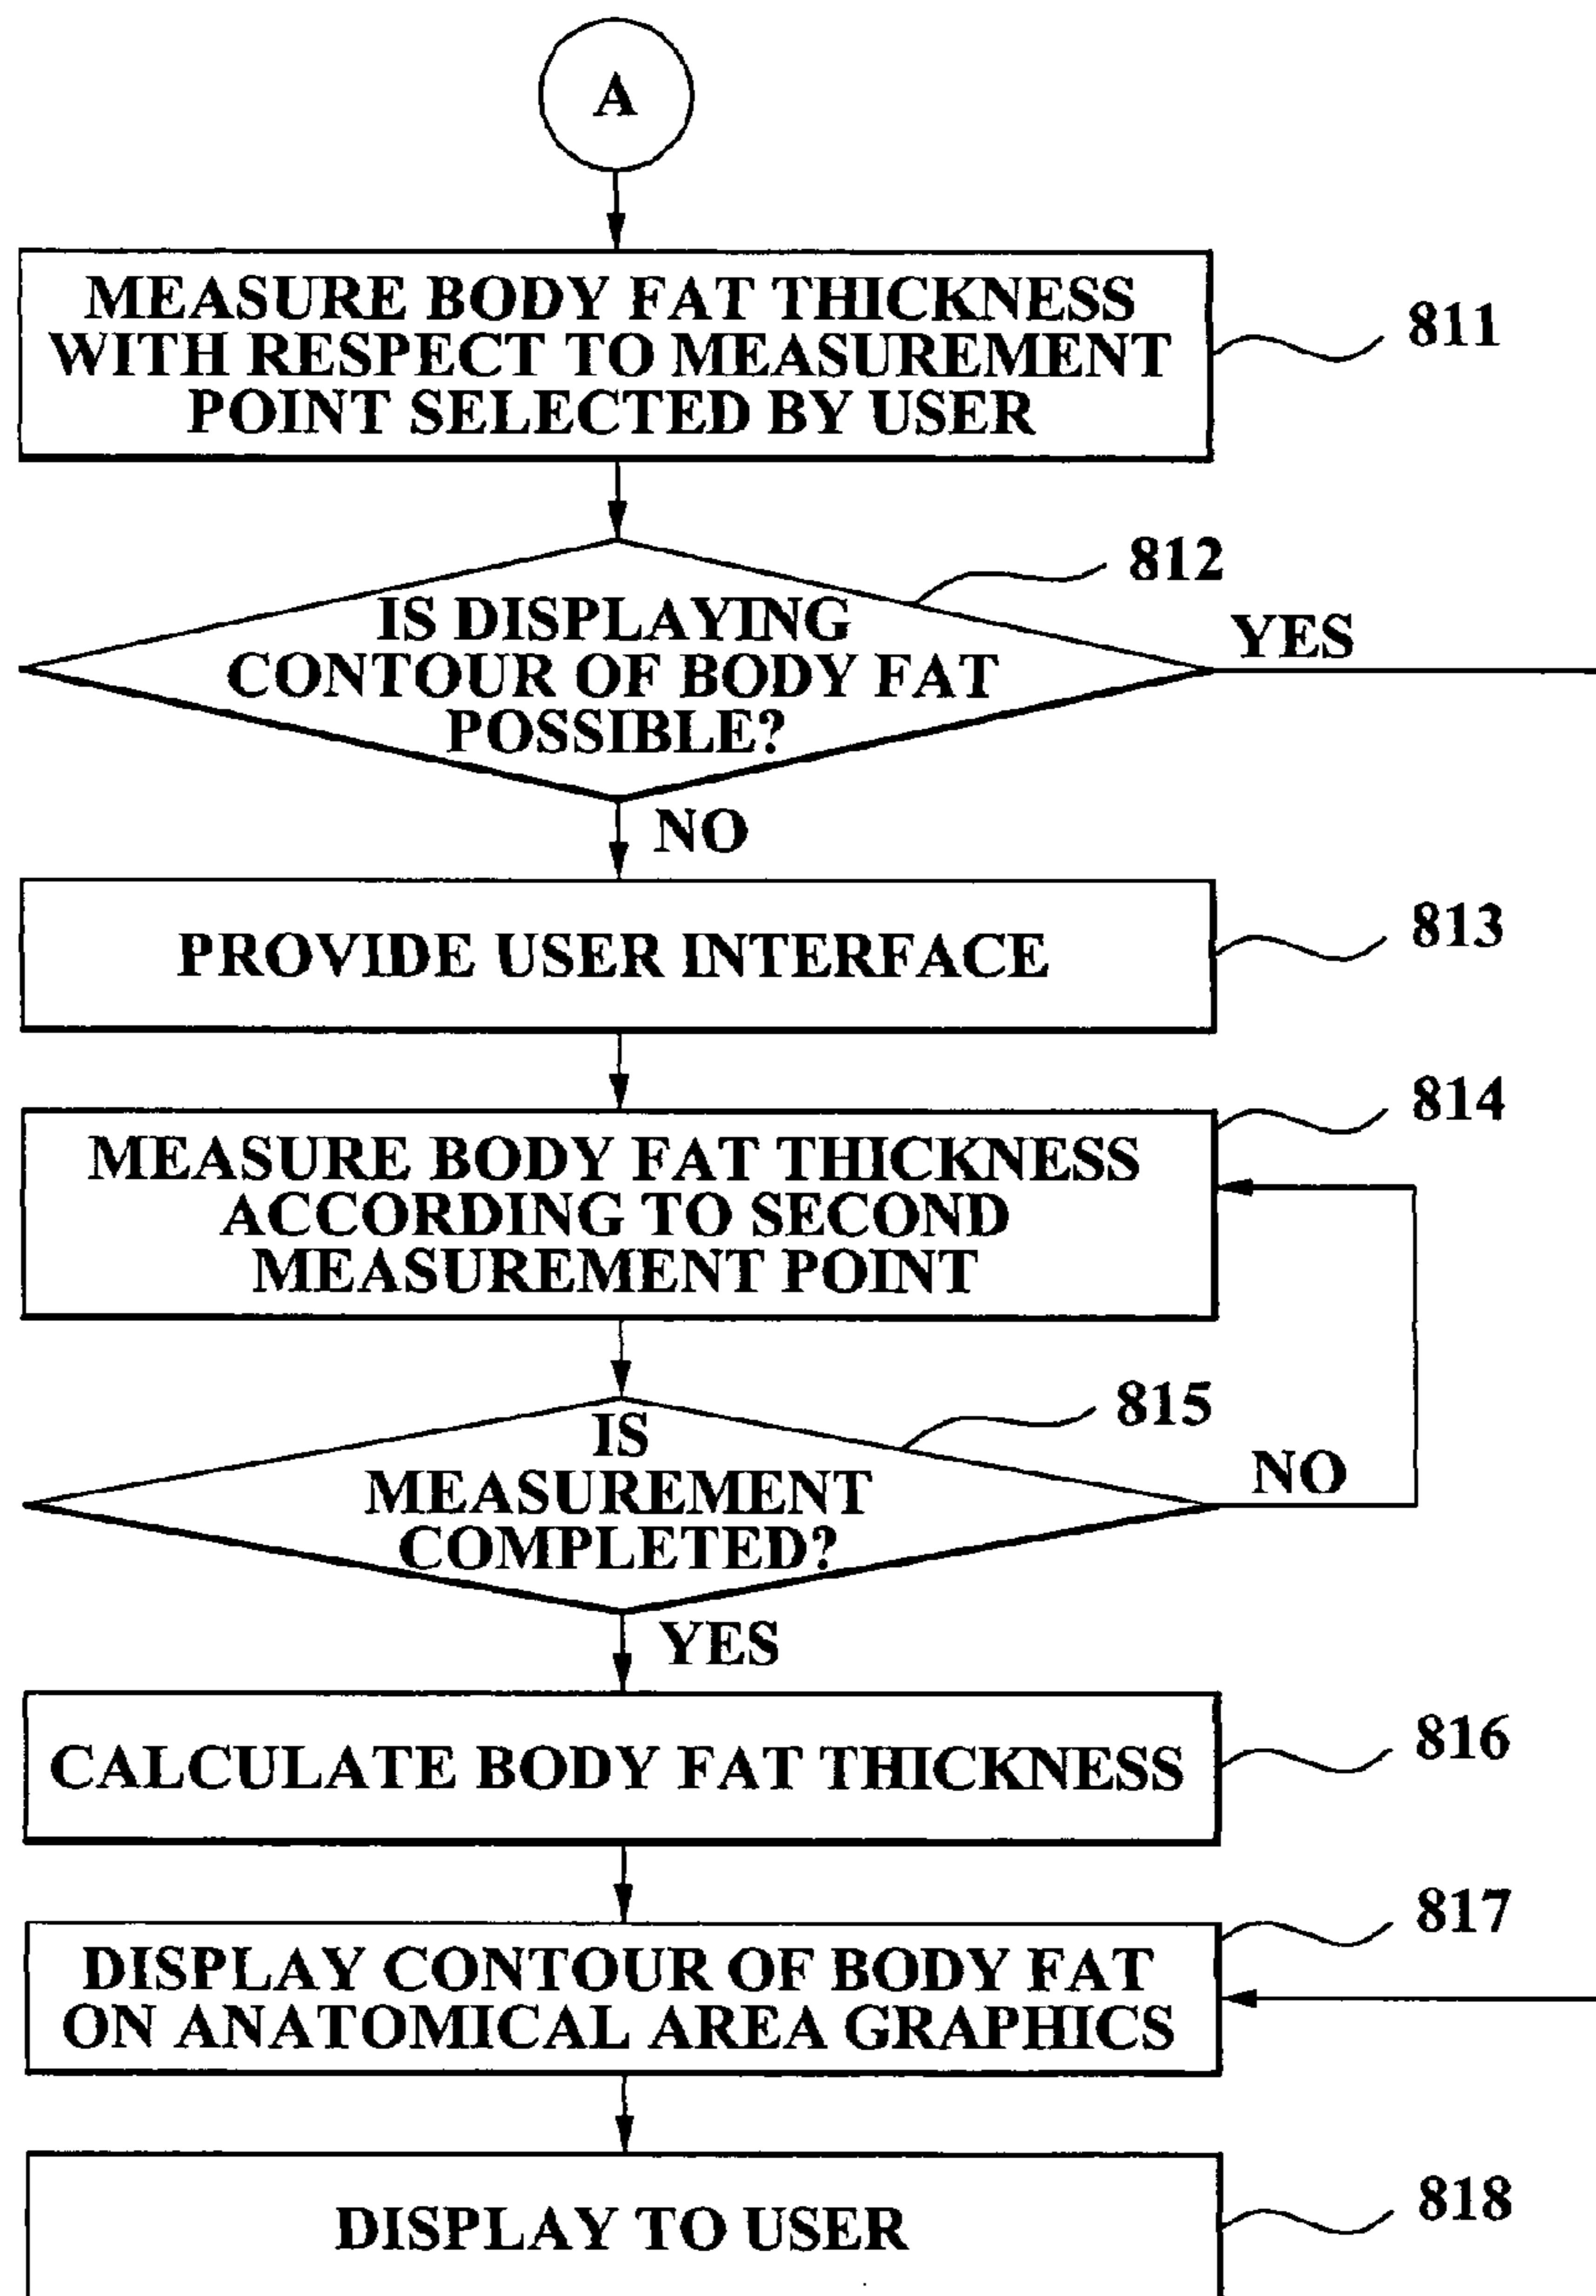 A
MEASURE BODY FAT THICKNESS
WITH RESPECT TO MEASUREMENT
POINT SELECTED BY USER
811
812
IS DISPLAYING
CONTOUR OF BODY FAT
POSSIBLE?
YES
NO
PROVIDE USER INTERFACE
813
814
MEASURE BODY FAT THICKNESS
ACCORDING TO SECOND
MEASUREMENT POINT
815
IS
MEASUREMENT
COMPLETED?
NO
YES
CALCULATE BODY FAT THICKNESS
816
817
DISPLAY CONTOUR OF BODY FAT
ON ANATOMICAL AREA GRAPHICS
DISPLAY TO USER
818